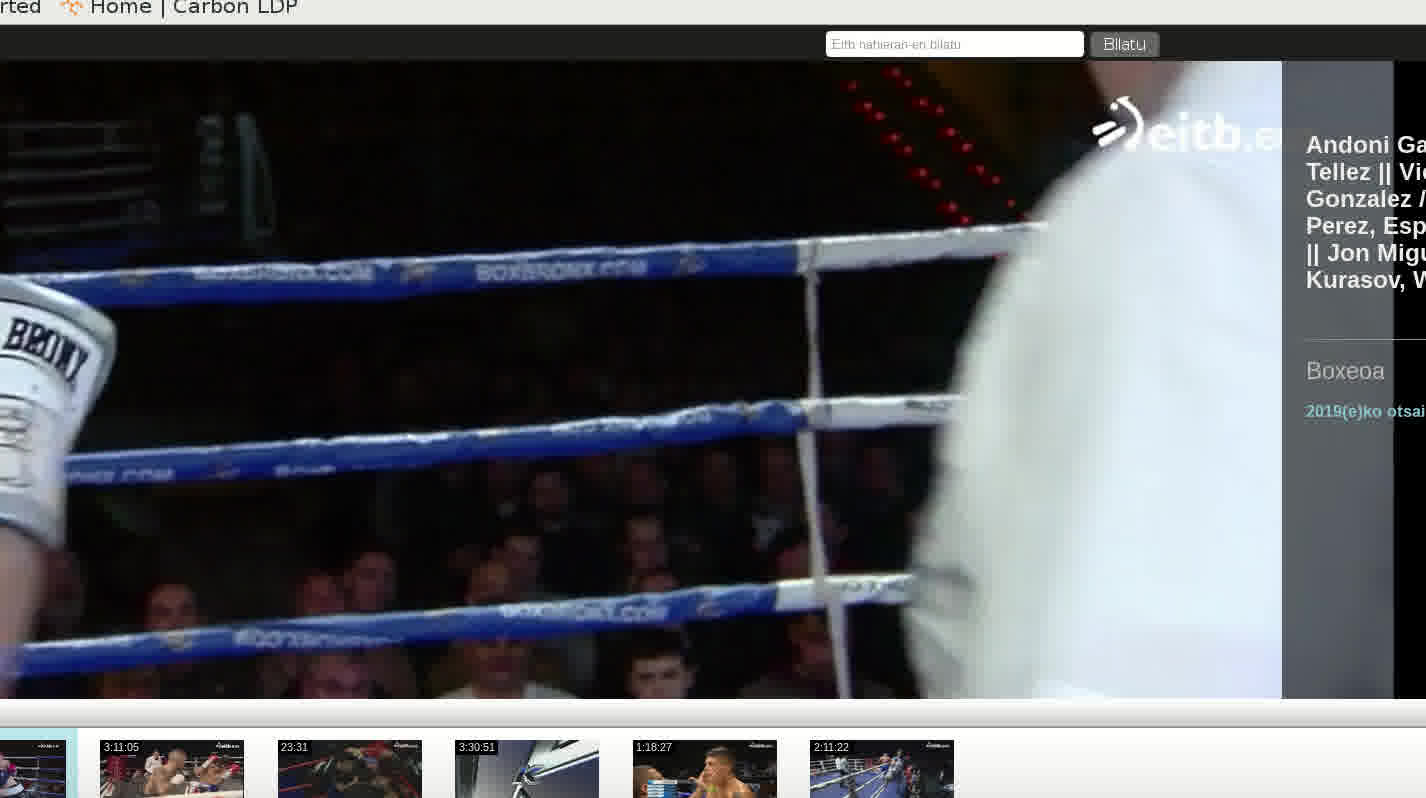 rted Home | Carbon LDP
Eitb nahieran-en bilatu Bilatu
eitb.e
Andoni Ga
Tellez || Vi
Gonzalez /
Perez, Esp
|| Jon Migu
Kurasov, W
BOXEBRONX.COM
BRONX
Boxeoa
2019(e)ko otsai
3:11:05 23:31 3:30:51 1:18:27 2:11:22